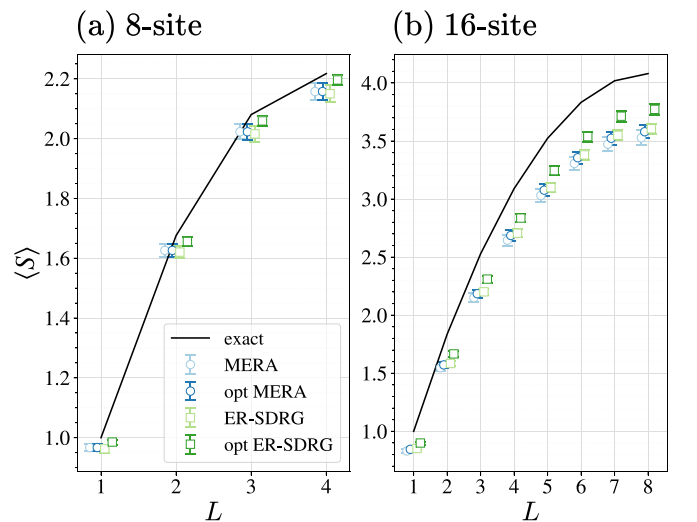 (a) 8-site
(b) 16-site
⟨S⟩
2.2
2.0
1.8
1.6
1.4
1.2
1.0
exact
MERA
opt MERA
ER-SDRG
opt ER-SDRG
1 2 3 4
L
4.0
3.5
3.0
2.5
2.0
1.5
1.0
1 2 3 4 5 6 7 8
L